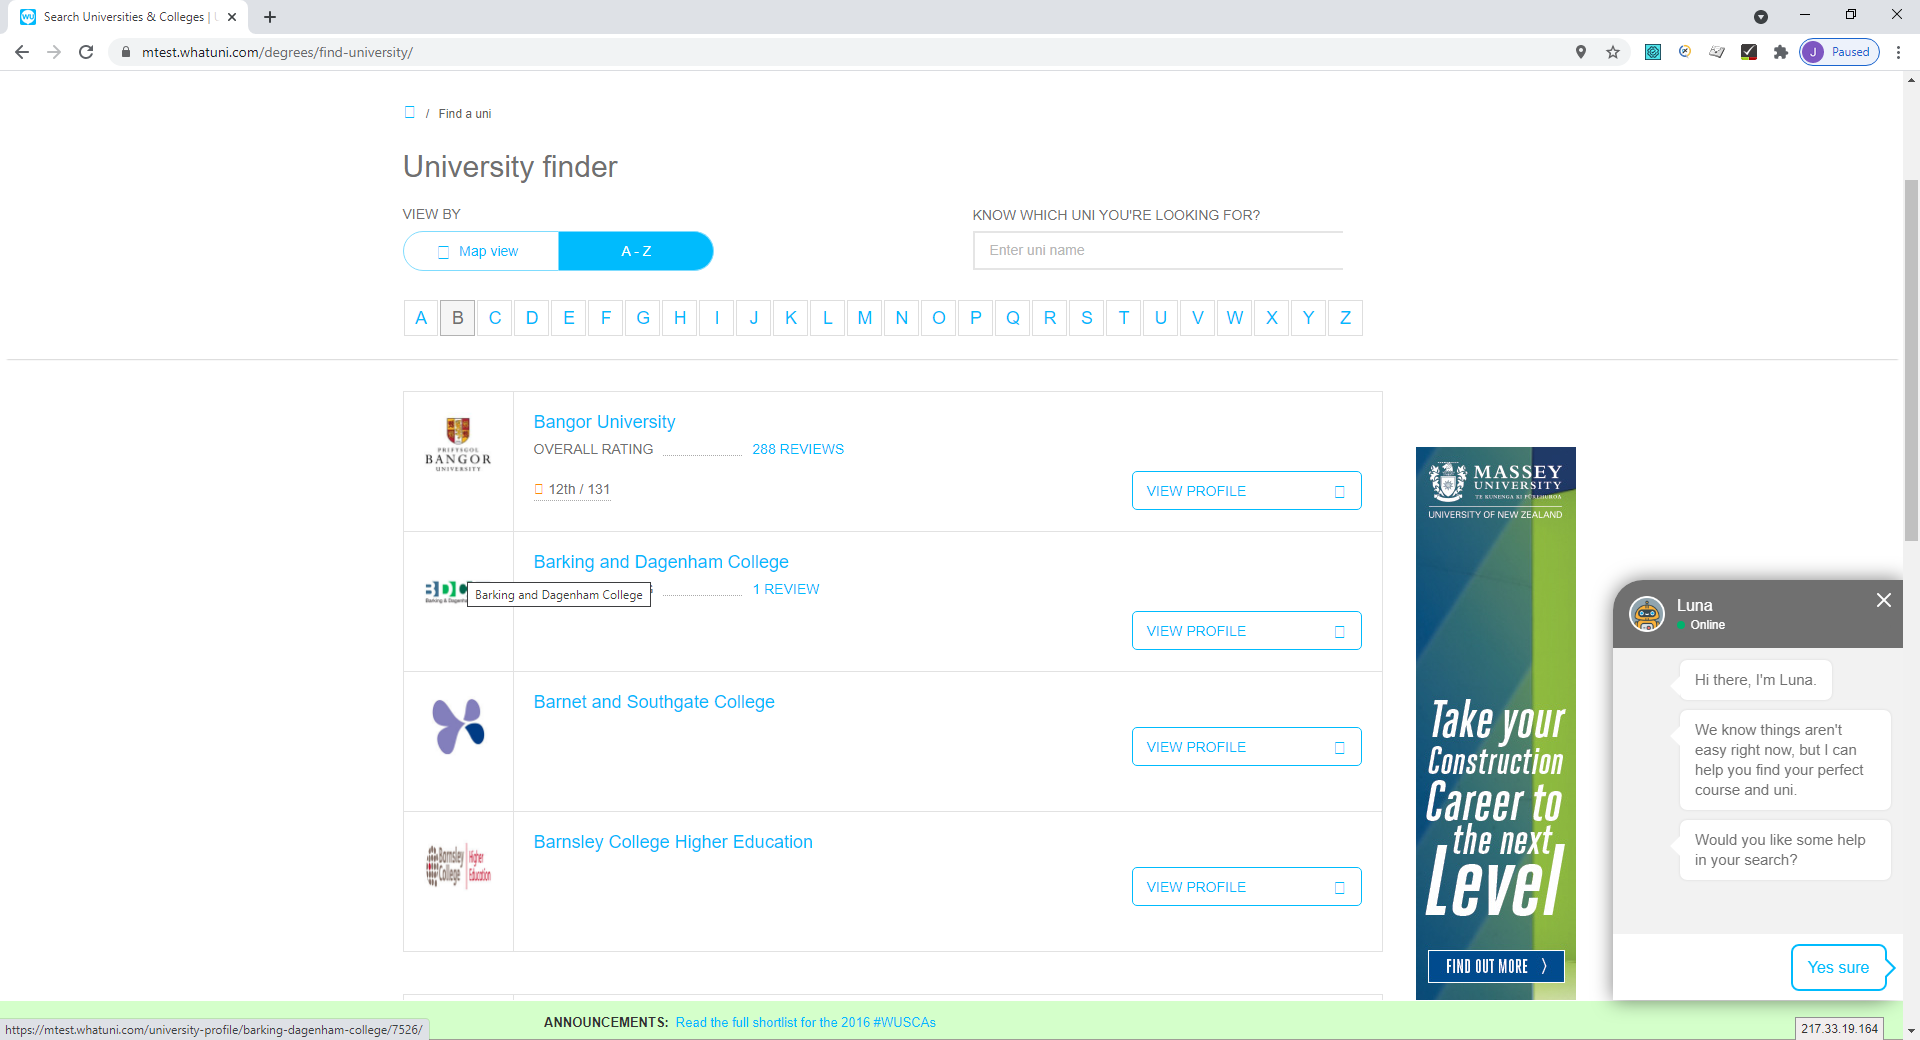 Search Universities & Colleges |
mtest.whatuni.com/degrees/find-university/
J Paused
/ Find a uni
University finder
VIEW BY
KNOW WHICH UNI YOU'RE LOOKING FOR?
Map view
A - Z
Enter uni name
A B C D E F G H I J K L M N O P Q R S T U V W X Y Z
PRIFYSGOL
BANGOR
UNIVERSITY
Bangor University
OVERALL RATING
288 REVIEWS
12th / 131
VIEW PROFILE
Barking and Dagenham College
1 REVIEW
Barking and Dagenham College
VIEW PROFILE
Barnet and Southgate College
VIEW PROFILE
Barnsley College Higher Education
Barnsley College
Higher Education
VIEW PROFILE
MASSEY
UNIVERSITY
TE KUNENGA KI PŪREHUROA
UNIVERSITY OF NEW ZEALAND
Take your
Construction
Career to
the next
Level
FIND OUT MORE
Luna
Online
Hi there, I'm Luna.
We know things aren't
easy right now, but I can
help you find your perfect
course and uni.
Would you like some help
in your search?
Yes sure
ANNOUNCEMENTS: Read the full shortlist for the 2016 #WUSCAs
https://mtest.whatuni.com/university-profile/barking-dagenham-college/7526/
217.33.19.164